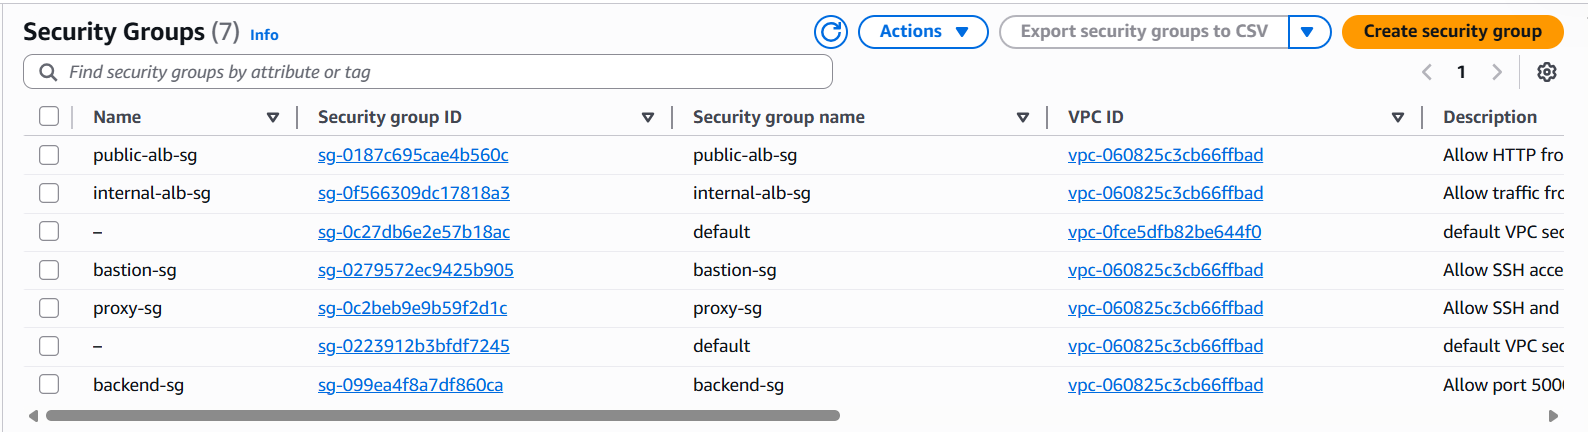 Security Groups (7) Info
Actions
Export security groups to CSV
Create security group
Find security groups by attribute or tag
1
Name Security group ID Security group name VPC ID Description
public-alb-sg sg-0187c695cae4b560c public-alb-sg vpc-060825c3cb66ffbad Allow HTTP fro
internal-alb-sg sg-0f566309dc17818a3 internal-alb-sg vpc-060825c3cb66ffbad Allow traffic fro
– sg-0c27db6e2e57b18ac default vpc-0fce5dfb82be644f0 default VPC sec
bastion-sg sg-0279572ec9425b905 bastion-sg vpc-060825c3cb66ffbad Allow SSH acce
proxy-sg sg-0c2beb9e9b59f2d1c proxy-sg vpc-060825c3cb66ffbad Allow SSH and
– sg-0223912b3bfdf7245 default vpc-060825c3cb66ffbad default VPC sec
backend-sg sg-099ea4f8a7df860ca backend-sg vpc-060825c3cb66ffbad Allow port 5000